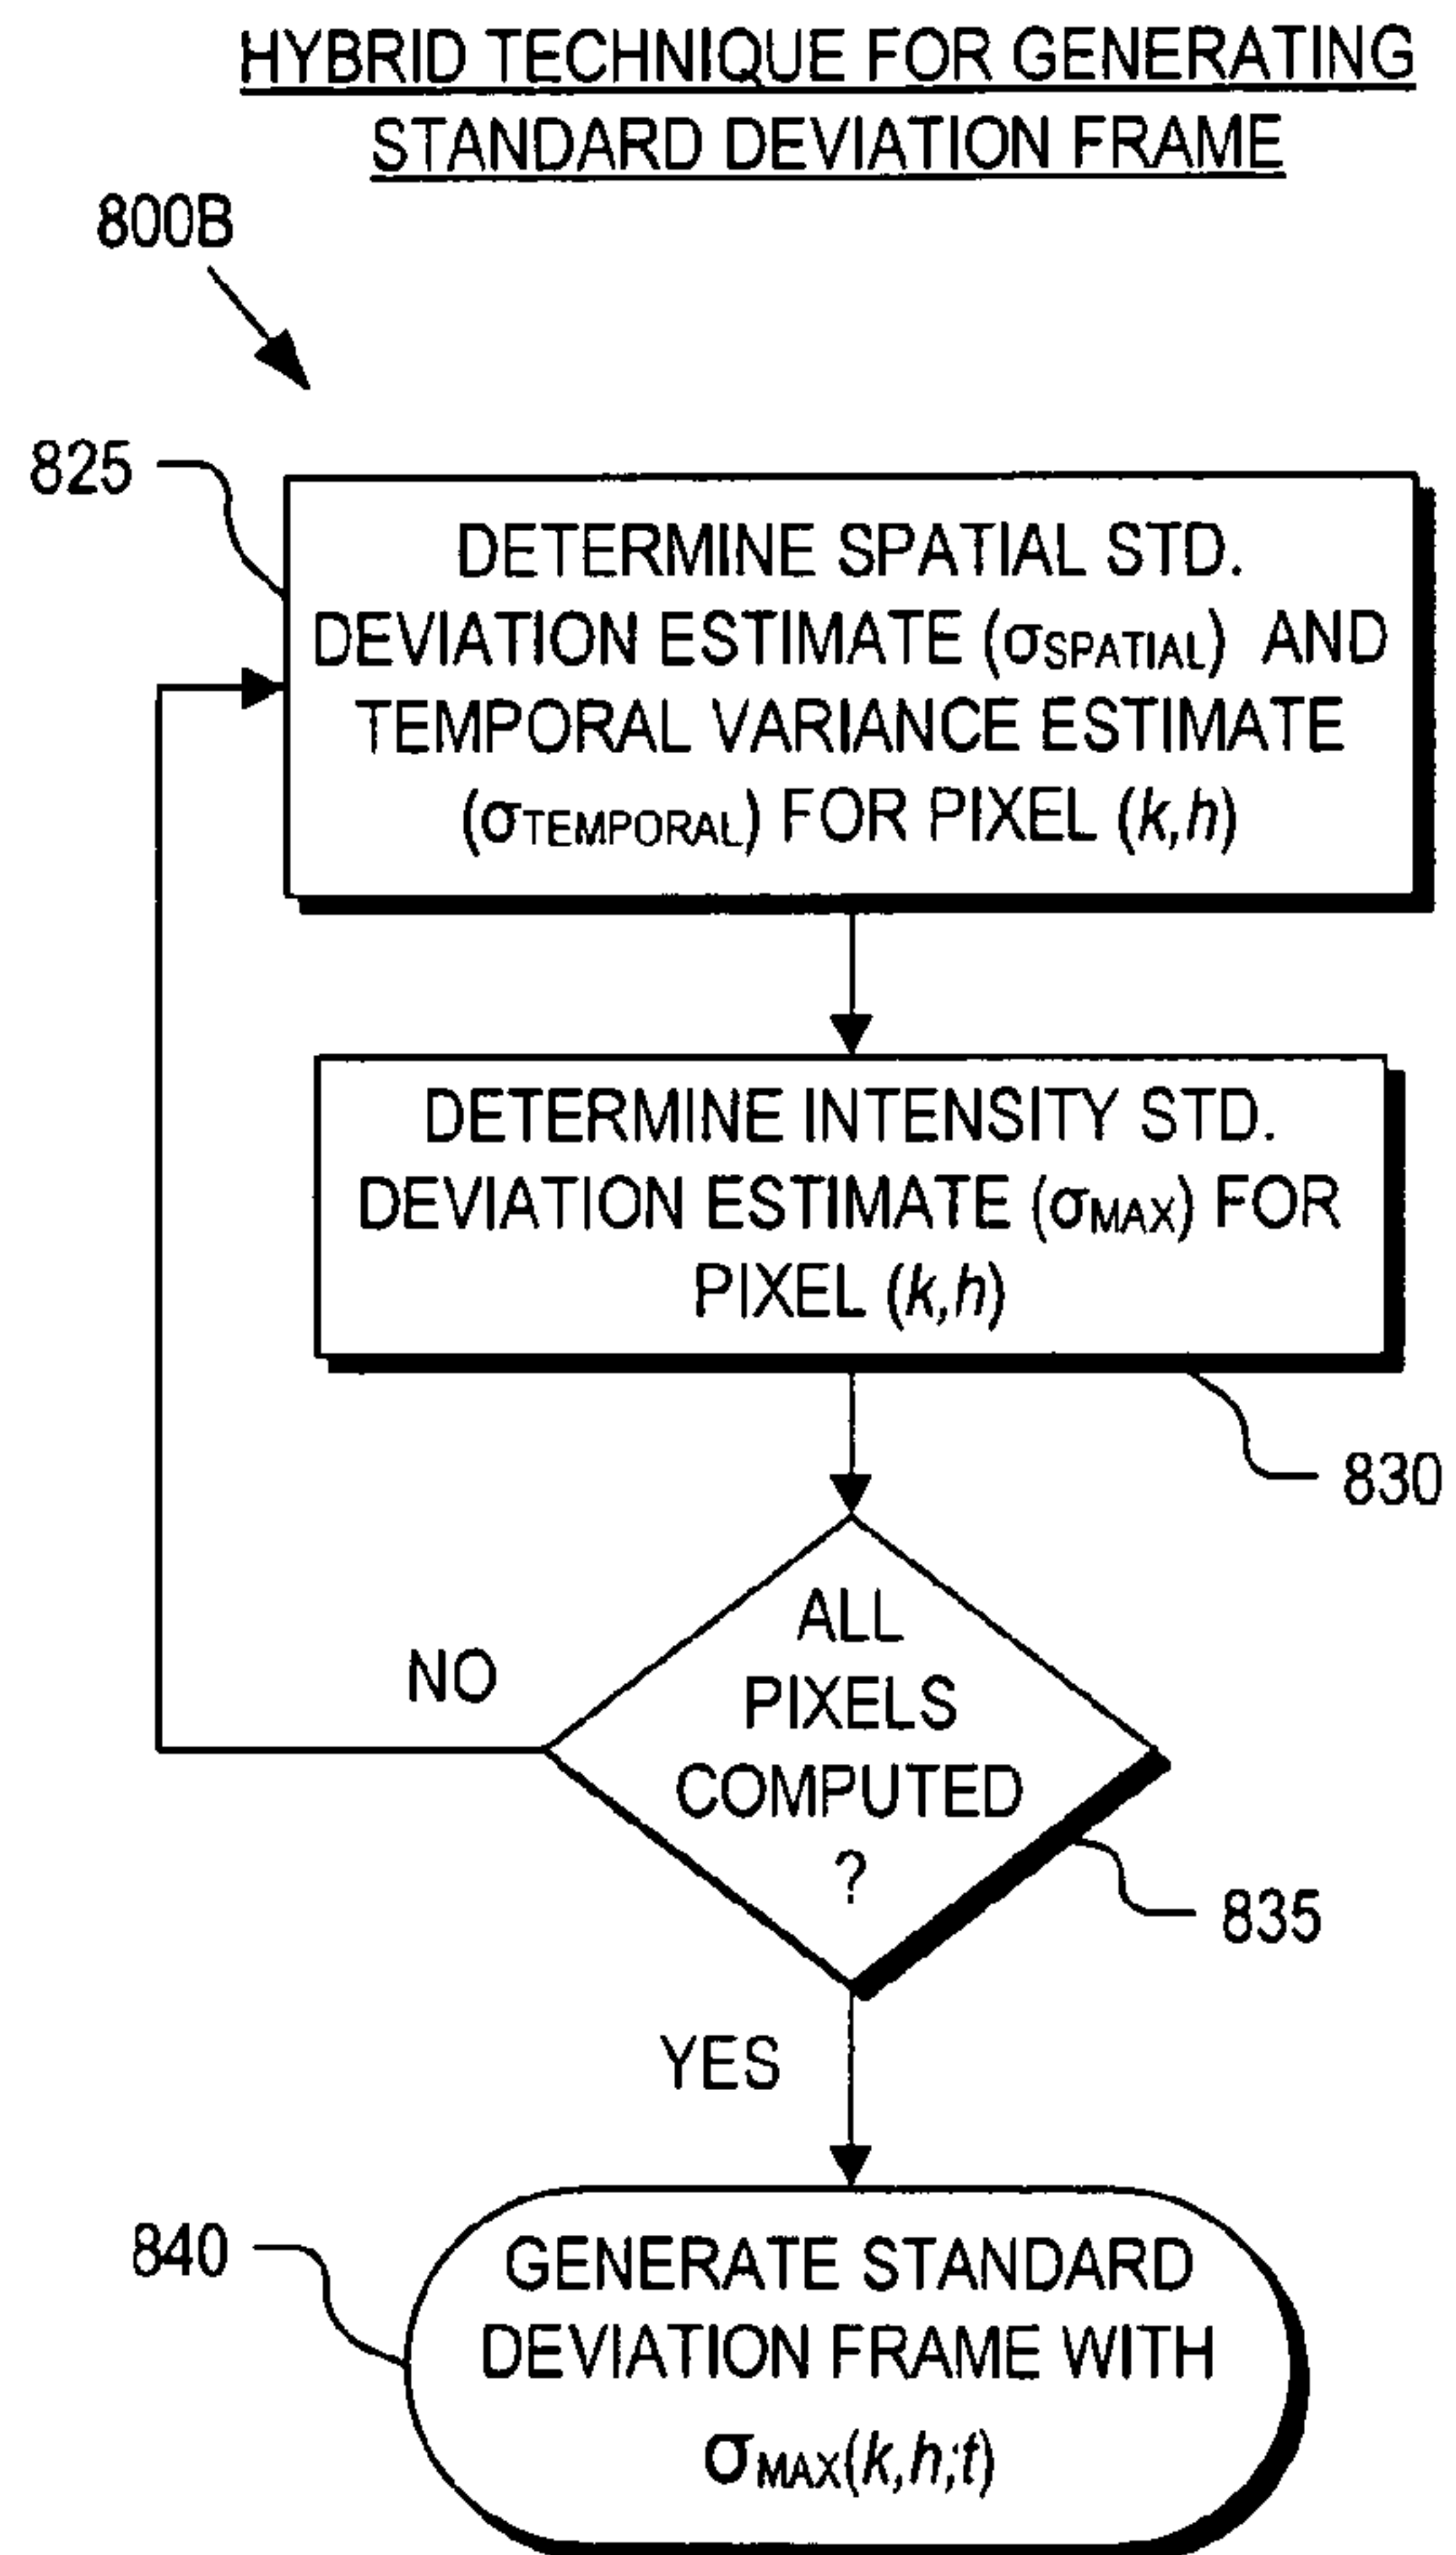 HYBRID TECHNIQUE FOR GENERATING
STANDARD DEVIATION FRAME
800B
825
DETERMINE SPATIAL STD.
DEVIATION ESTIMATE (σSPATIAL) AND
TEMPORAL VARIANCE ESTIMATE
(σTEMPORAL) FOR PIXEL (k,h)
DETERMINE INTENSITY STD.
DEVIATION ESTIMATE (σMAX) FOR
PIXEL (k,h)
830
ALL
PIXELS
COMPUTED
?
NO
835
YES
840
GENERATE STANDARD
DEVIATION FRAME WITH
σMAX(k,h;t)